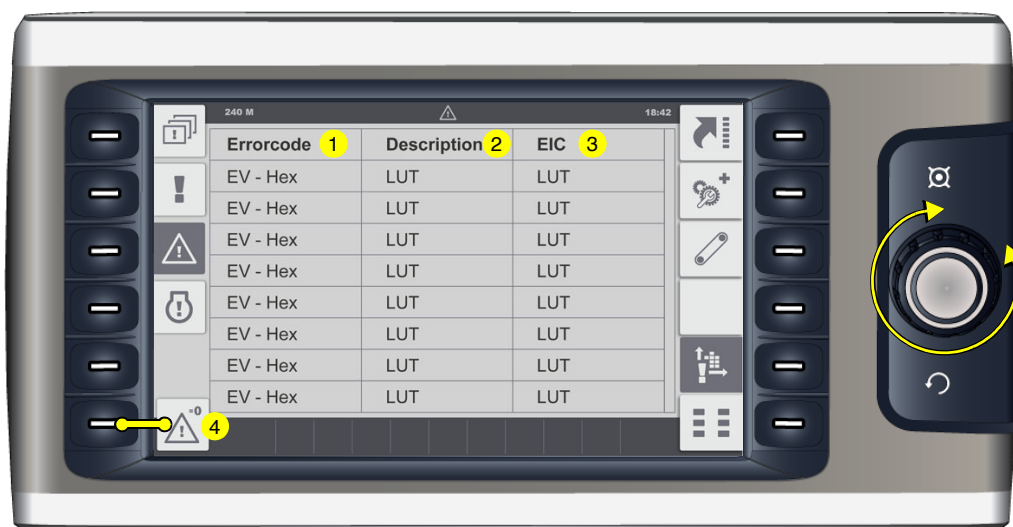 240 M 18:42
Errorcode 1 Description 2 EIC 3
EV - Hex LUT LUT
EV - Hex LUT LUT
EV - Hex LUT LUT
EV - Hex LUT LUT
EV - Hex LUT LUT
EV - Hex LUT LUT
EV - Hex LUT LUT
EV - Hex LUT LUT
-0
4